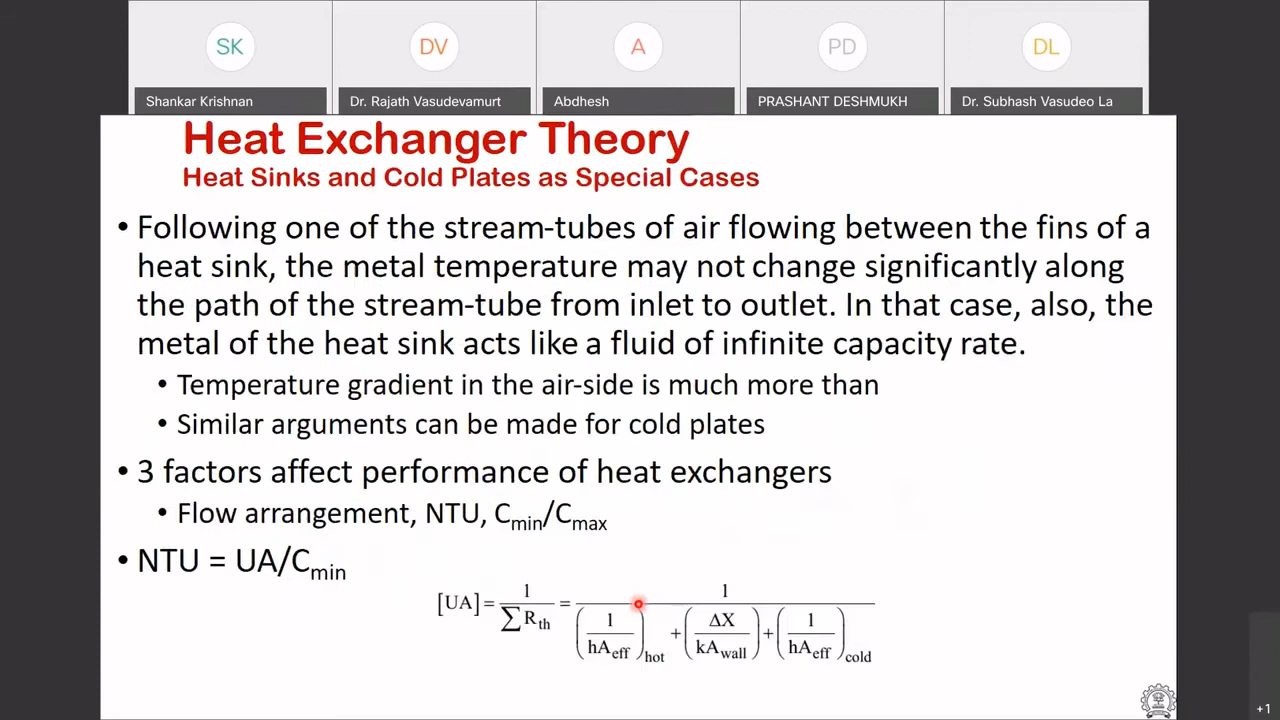 SK
DV
A
PD
DL
Shankar Krishnan
Dr. Rajath Vasudevamurt
Abdhesh
PRASHANT DESHMUKH
Dr. Subhash Vasudeo La
Heat Exchanger Theory
Heat Sinks and Cold Plates as Special Cases
• Following one of the stream-tubes of air flowing between the fins of a
heat sink, the metal temperature may not change significantly along
the path of the stream-tube from inlet to outlet. In that case, also, the
metal of the heat sink acts like a fluid of infinite capacity rate.
• Temperature gradient in the air-side is much more than
• Similar arguments can be made for cold plates
• 3 factors affect performance of heat exchangers
• Flow arrangement, NTU, Cmin/Cmax
• NTU = UA/Cmin
[UA] = 1/∑Rth = 1/((1/hAeff)hot + (ΔX/kAwall) + (1/hAeff)cold)
+1